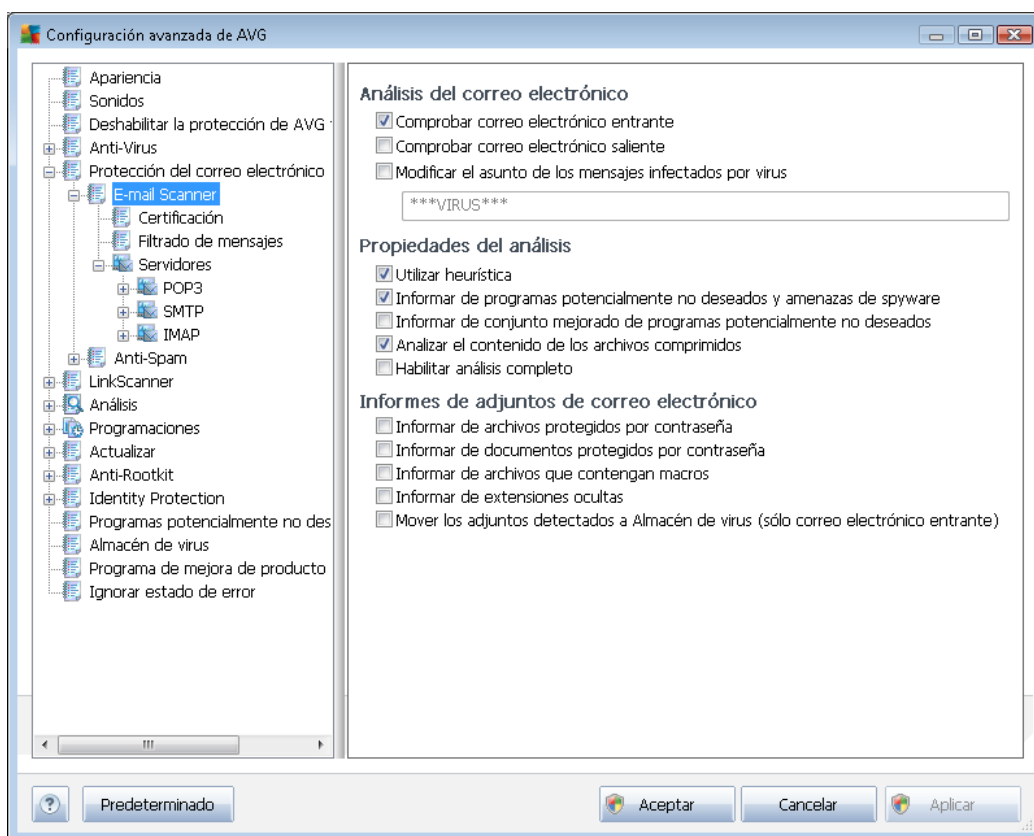 Configuración avanzada de AVG
Apariencia
Sonidos
Deshabilitar la protección de AVG
Anti-Virus
Protección del correo electrónico
E-mail Scanner
Certificación
Filtrado de mensajes
Servidores
POP3
SMTP
IMAP
Anti-Spam
LinkScanner
Análisis
Programaciones
Actualizar
Anti-Rootkit
Identity Protection
Programas potencialmente no des
Almacén de virus
Programa de mejora de producto
Ignorar estado de error
Análisis del correo electrónico
Comprobar correo electrónico entrante
Comprobar correo electrónico saliente
Modificar el asunto de los mensajes infectados por virus
***VIRUS***
Propiedades del análisis
Utilizar heurística
Informar de programas potencialmente no deseados y amenazas de spyware
Informar de conjunto mejorado de programas potencialmente no deseados
Analizar el contenido de los archivos comprimidos
Habilitar análisis completo
Informes de adjuntos de correo electrónico
Informar de archivos protegidos por contraseña
Informar de documentos protegidos por contraseña
Informar de archivos que contengan macros
Informar de extensiones ocultas
Mover los adjuntos detectados a Almacén de virus (sólo correo electrónico entrante)
?
Predeterminado
Aceptar
Cancelar
Aplicar